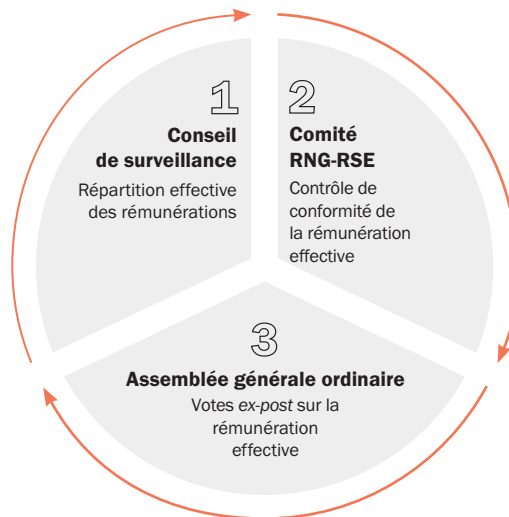 1
Conseil
de surveillance
Répartition effective
des rémunérations
2
Comité
RNG-RSE
Contrôle de
conformité de
la rémunération
effective
3
Assemblée générale ordinaire
Votes ex-post sur la
rémunération
effective